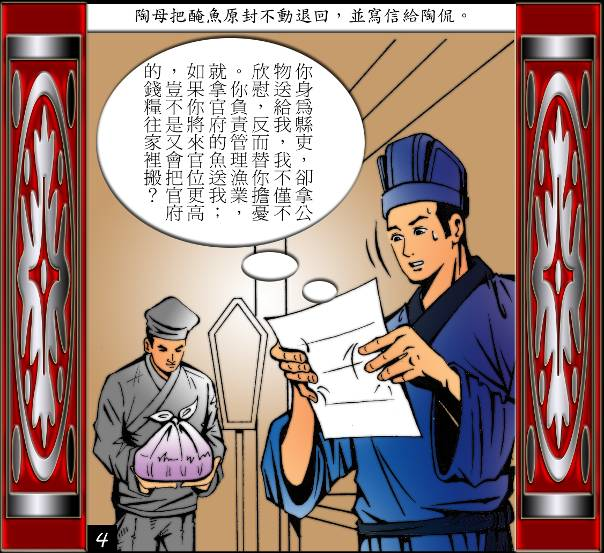 陶母把醃魚原封不動退回，並寫信給陶侃。
你身為縣吏，卻拿公
物送給我，我不僅不
欣慰，反而替你擔憂
。你負責管理漁業，
就拿官府的魚送我；
如果你將來官位更高
，豈不是又會把官府
的錢糧往家裡搬？
4